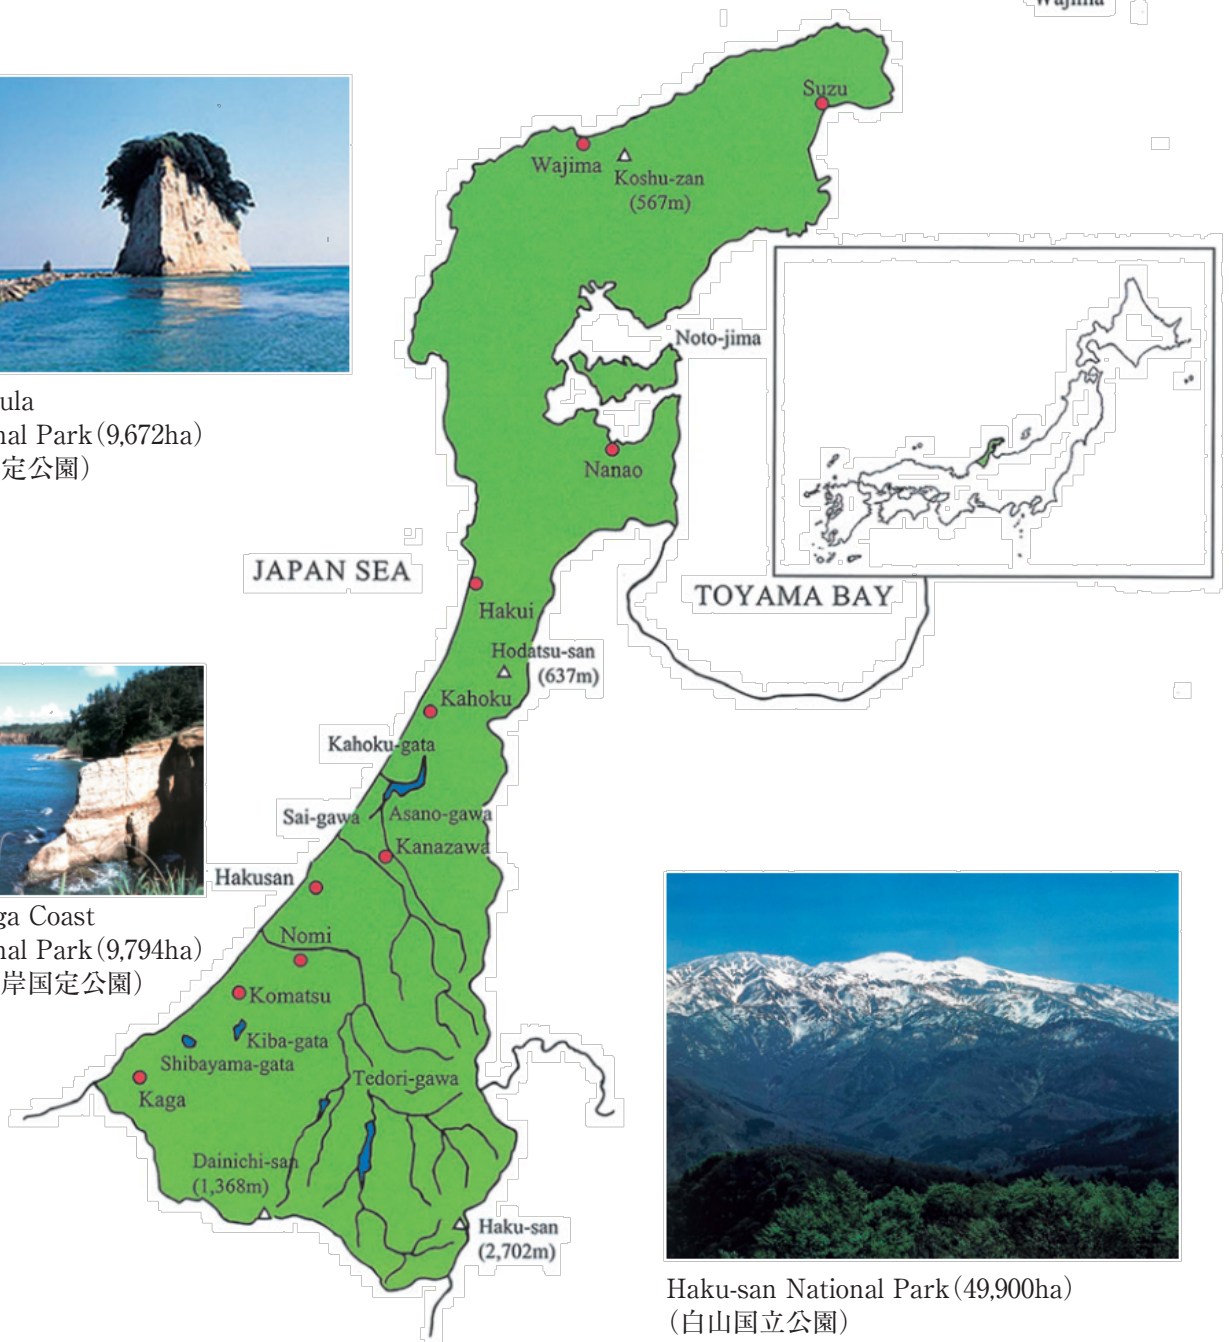 Wajima
Suzu
Wajima
Koshu-zan
(567m)
Noto-jima
ula
nal Park(9,672ha)
定公園)
Nanao
JAPAN SEA
TOYAMA BAY
Hakui
Hodatsu-san
(637m)
Kahoku
Kahoku-gata
Sai-gawa
Asano-gawa
Kanazawa
Hakusan
ga Coast
nal Park(9,794ha)
岸国定公園)
Nomi
Komatsu
Kiba-gata
Shibayama-gata
Tedori-gawa
Kaga
Dainichi-san
(1,368m)
Haku-san
(2,702m)
Haku-san National Park(49,900ha)
(白山国立公園)